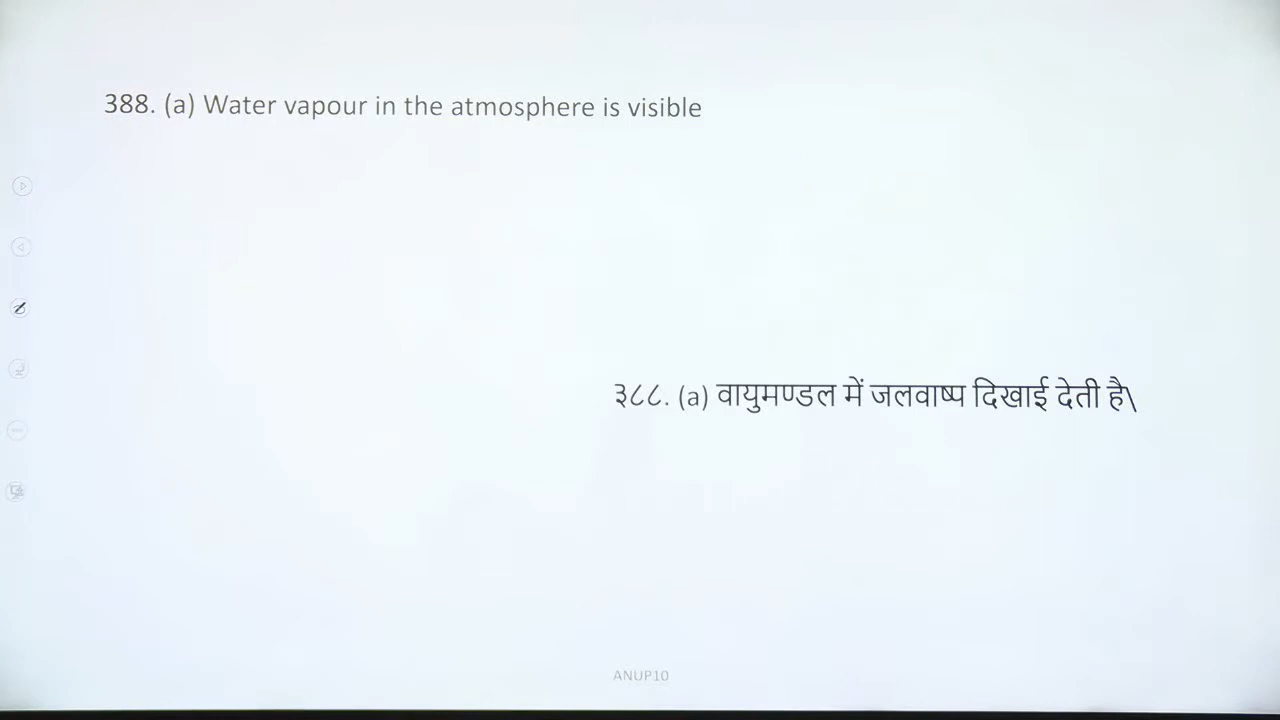 388. (a) Water vapour in the atmosphere is visible
३८८. (a) वायुमण्डल में जलवाष्प दिखाई देती है\
ANUP10